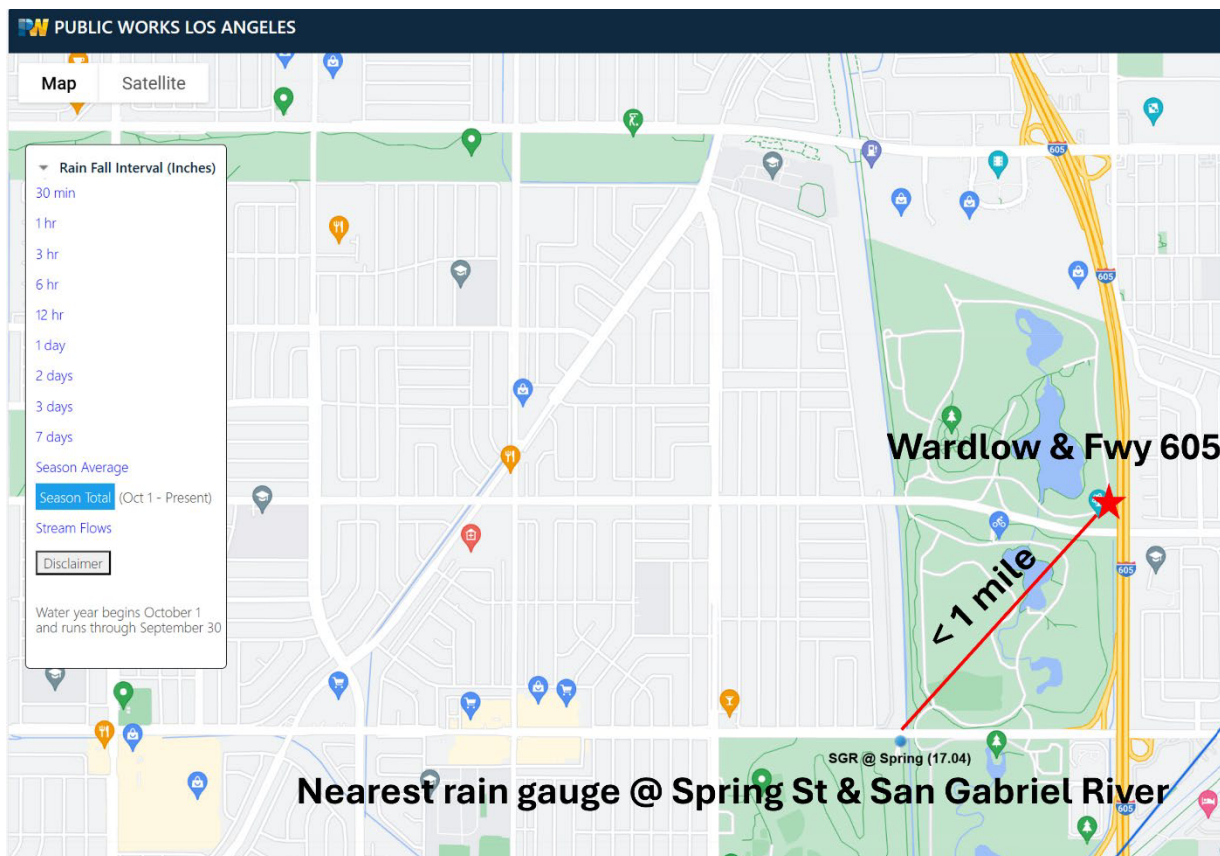 PUBLIC WORKS LOS ANGELES
Map
Satellite
Rain Fall Interval (Inches)
30 min
1 hr
3 hr
6 hr
12 hr
1 day
2 days
3 days
7 days
Season Average
Season Total (Oct 1 - Present)
Stream Flows
Disclaimer
Water year begins October 1
and runs through September 30
605
605
Wardlow & Fwy 605
605
< 1 mile
SGR @ Spring (17.04)
Nearest rain gauge @ Spring St & San Gabriel River
605